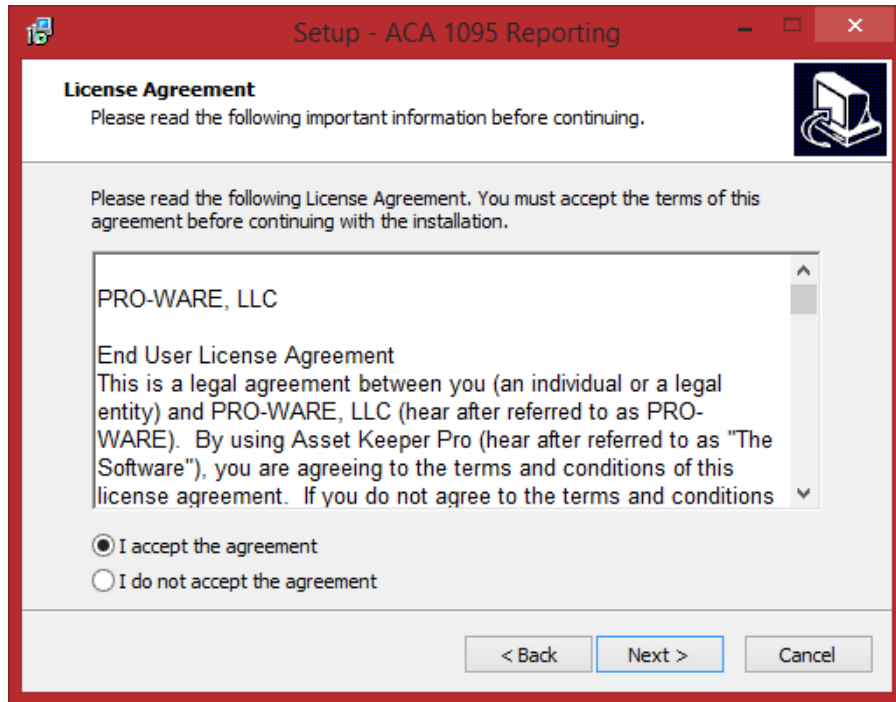 Setup - ACA 1095 Reporting
License Agreement
Please read the following important information before continuing.
Please read the following License Agreement. You must accept the terms of this
agreement before continuing with the installation.
PRO-WARE, LLC
End User License Agreement
This is a legal agreement between you (an individual or a legal
entity) and PRO-WARE, LLC (hear after referred to as PRO-
WARE).  By using Asset Keeper Pro (hear after referred to as "The
Software"), you are agreeing to the terms and conditions of this
license agreement.  If you do not agree to the terms and conditions
I accept the agreement
I do not accept the agreement
< Back Next > Cancel